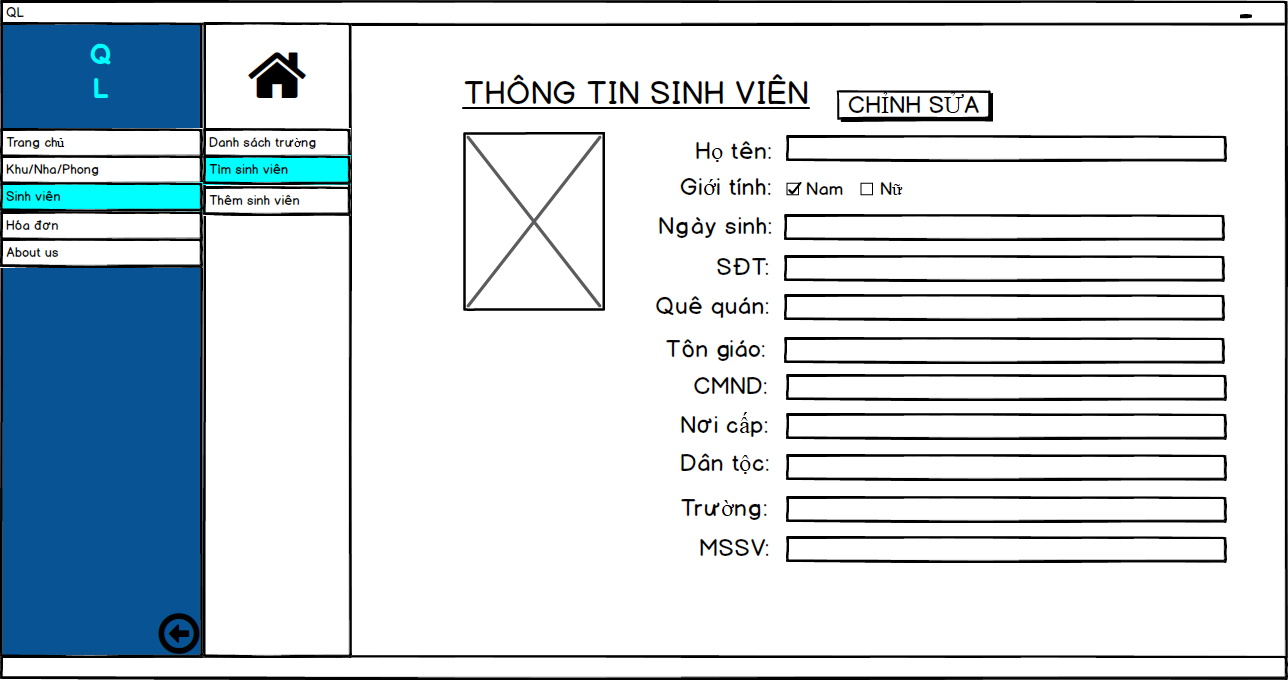 QL
Q
L
Trang chủ
Khu/Nha/Phong
Sinh viên
Hóa đơn
About us
Danh sách trường
Tìm sinh viên
Thêm sinh viên
THÔNG TIN SINH VIÊN
CHỈNH SỬA
Họ tên:
Giới tính: Nam Nữ
Ngày sinh:
SĐT:
Quê quán:
Tôn giáo:
CMND:
Nơi cấp:
Dân tộc:
Trường:
MSSV: